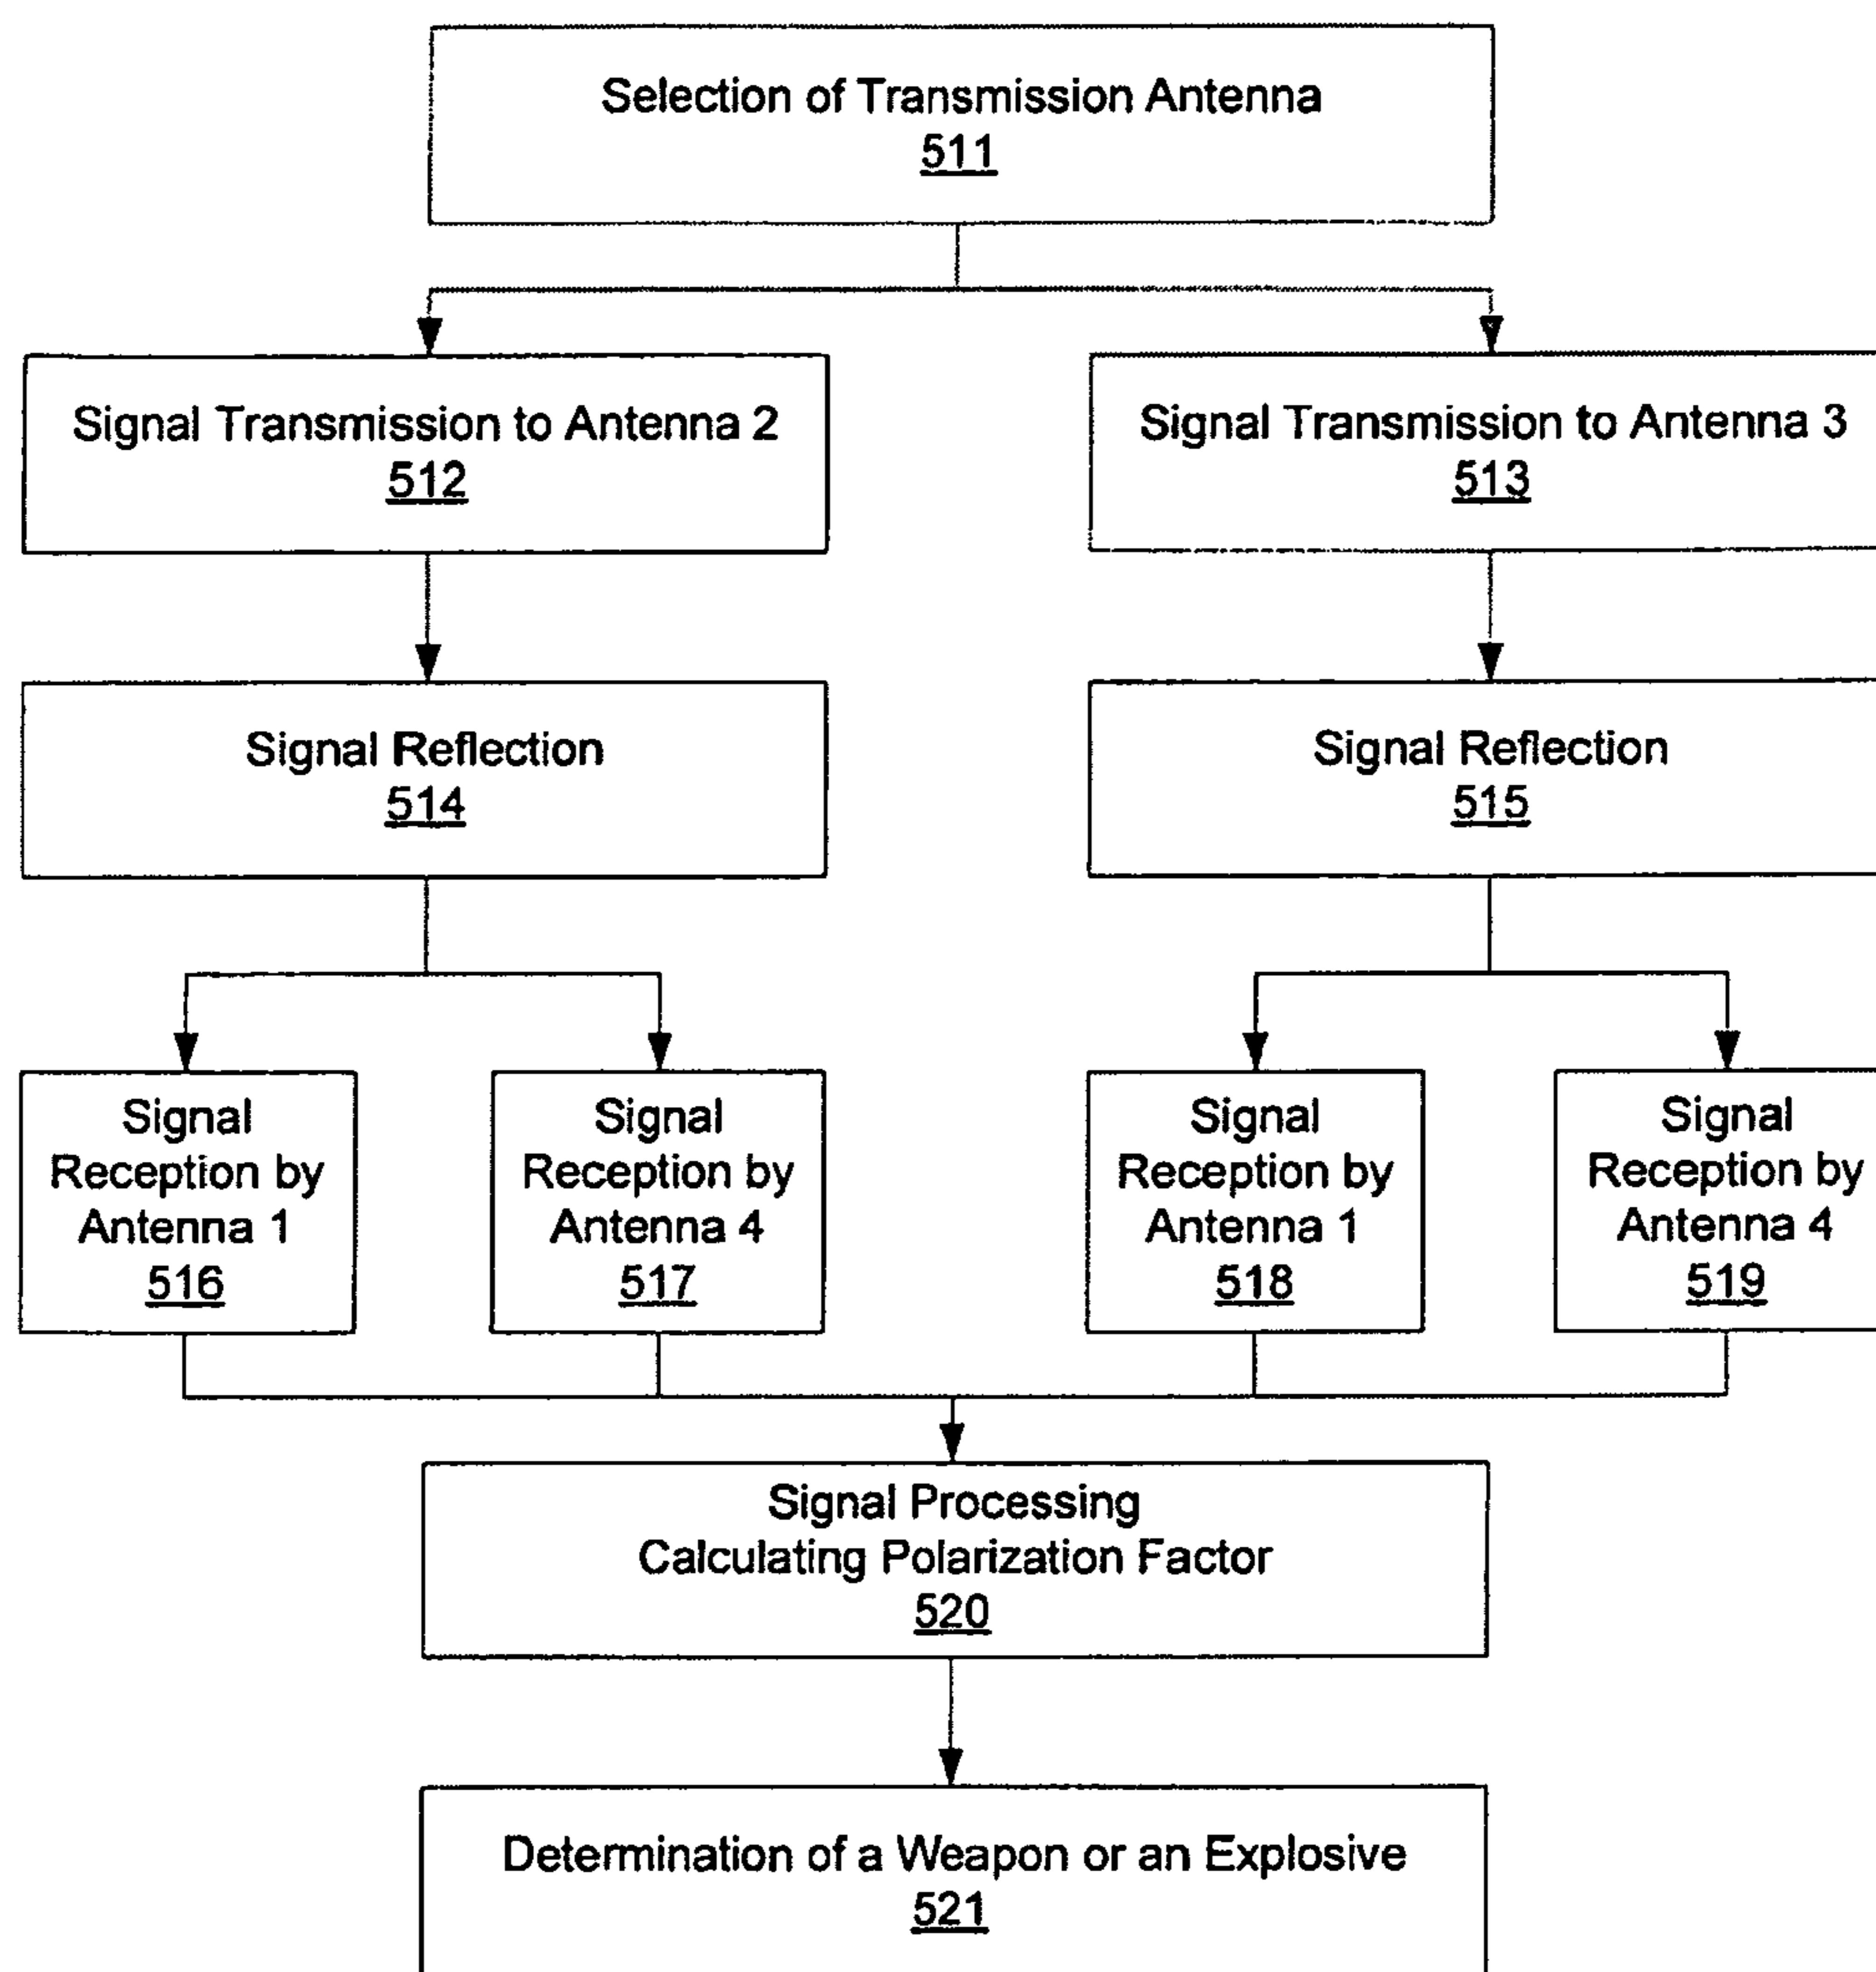 Selection of Transmission Antenna
511
Signal Transmission to Antenna 2
512
Signal Transmission to Antenna 3
513
Signal Reflection
514
Signal Reflection
515
Signal
Reception by
Antenna 1
516
Signal
Reception by
Antenna 4
517
Signal
Reception by
Antenna 1
518
Signal
Reception by
Antenna 4
519
Signal Processing
Calculating Polarization Factor
520
Determination of a Weapon or an Explosive
521